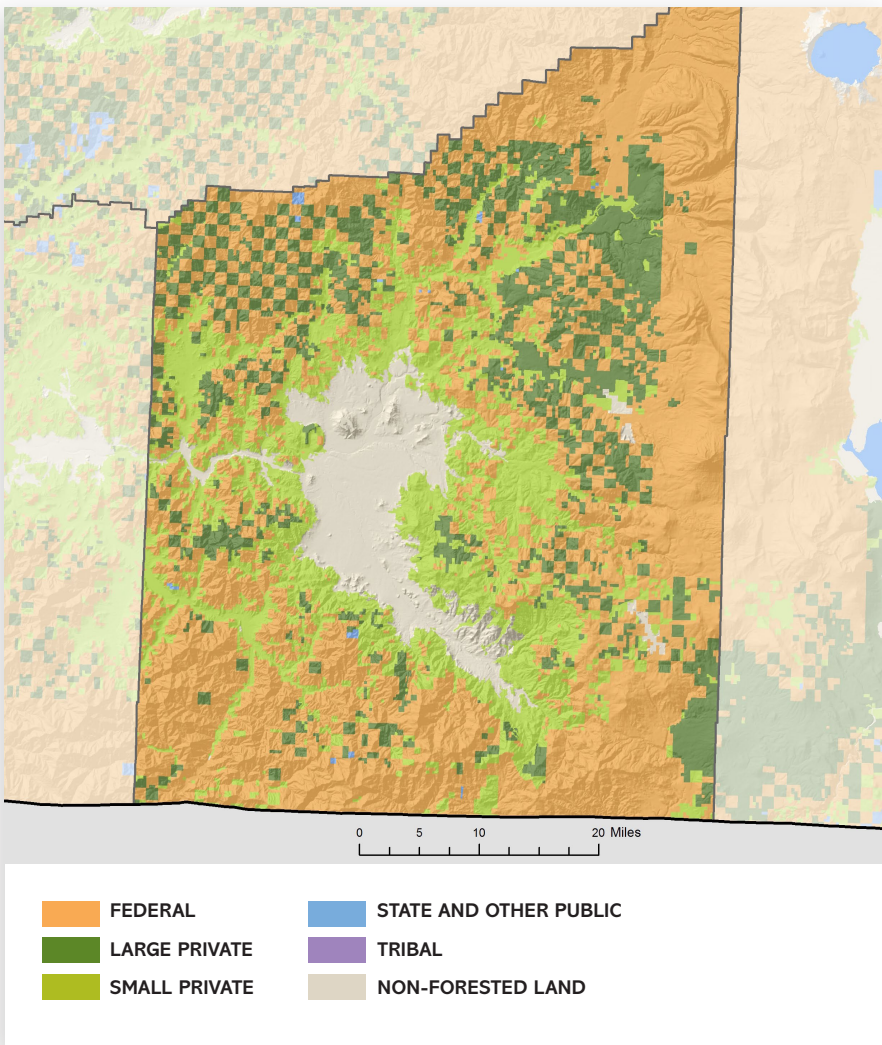 0 5 10 20 Miles
FEDERAL
STATE AND OTHER PUBLIC
LARGE PRIVATE
TRIBAL
SMALL PRIVATE
NON-FORESTED LAND